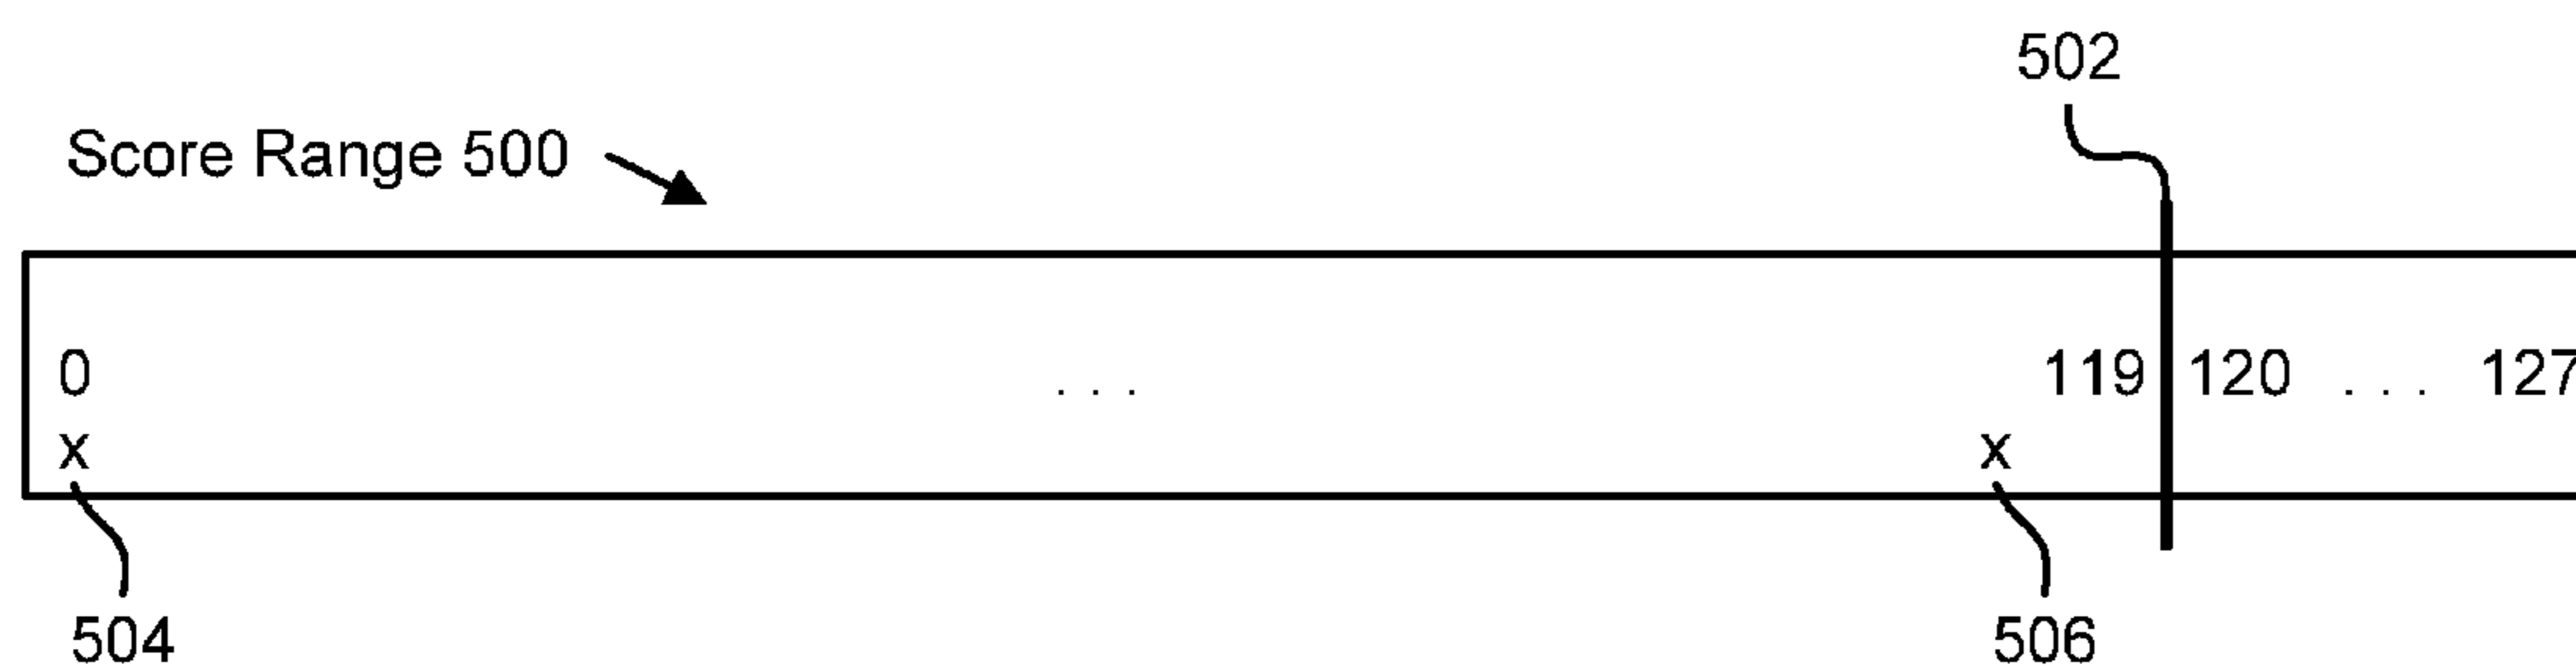 502
Score Range 500
0 . . . 119 120 . . . 127
x x
504 506